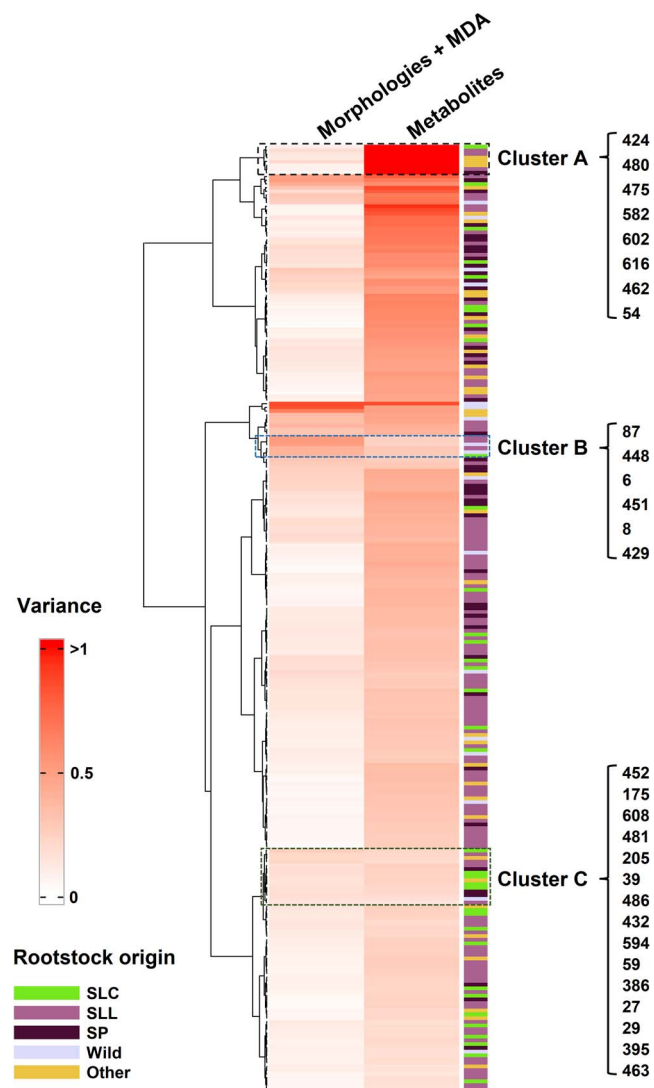 Morphologies + MDA
Metabolites
Cluster A
424
480
475
582
602
616
462
54
Cluster B
87
448
6
451
8
429
Variance
>1
0.5
0
Cluster C
452
175
608
481
205
39
486
432
594
59
386
27
29
395
463
Rootstock origin
SLC
SLL
SP
Wild
Other